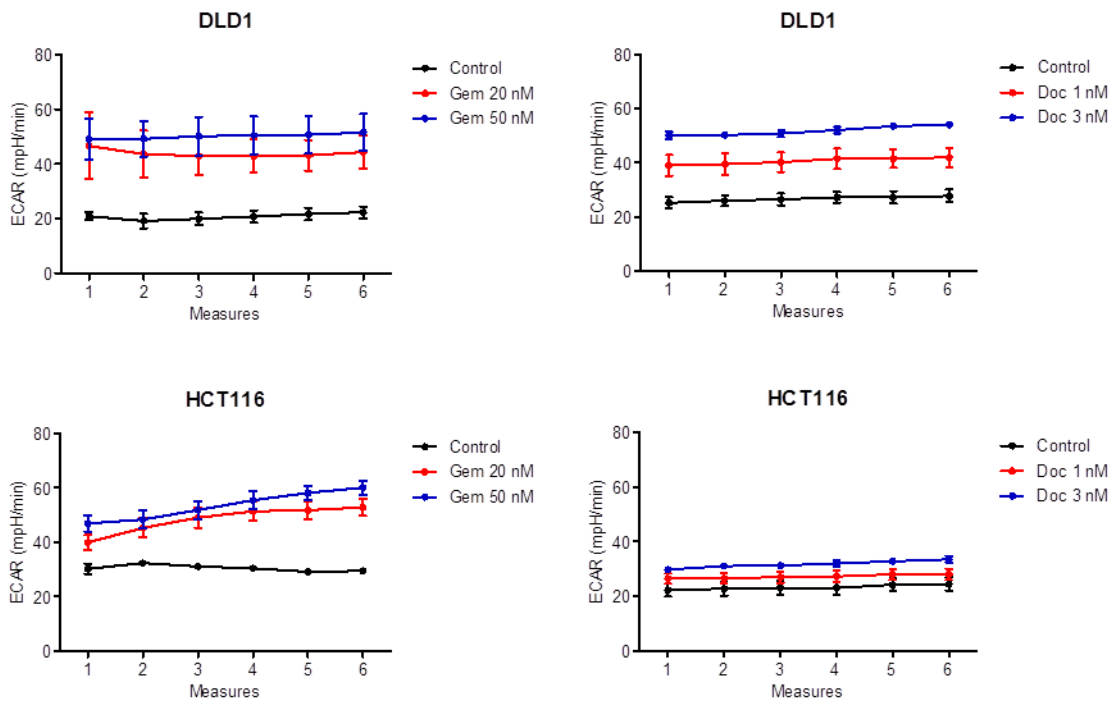 DLD1
80
60
40
20
0
ECAR (mpH/min)
1 2 3 4 5 6
Measures
Control
Gem 20 nM
Gem 50 nM
DLD1
80
60
40
20
0
ECAR (mpH/min)
1 2 3 4 5 6
Measures
Control
Doc 1 nM
Doc 3 nM
HCT116
80
60
40
20
0
ECAR (mpH/min)
1 2 3 4 5 6
Measures
Control
Gem 20 nM
Gem 50 nM
HCT116
80
60
40
20
0
ECAR (mpH/min)
1 2 3 4 5 6
Measures
Control
Doc 1 nM
Doc 3 nM